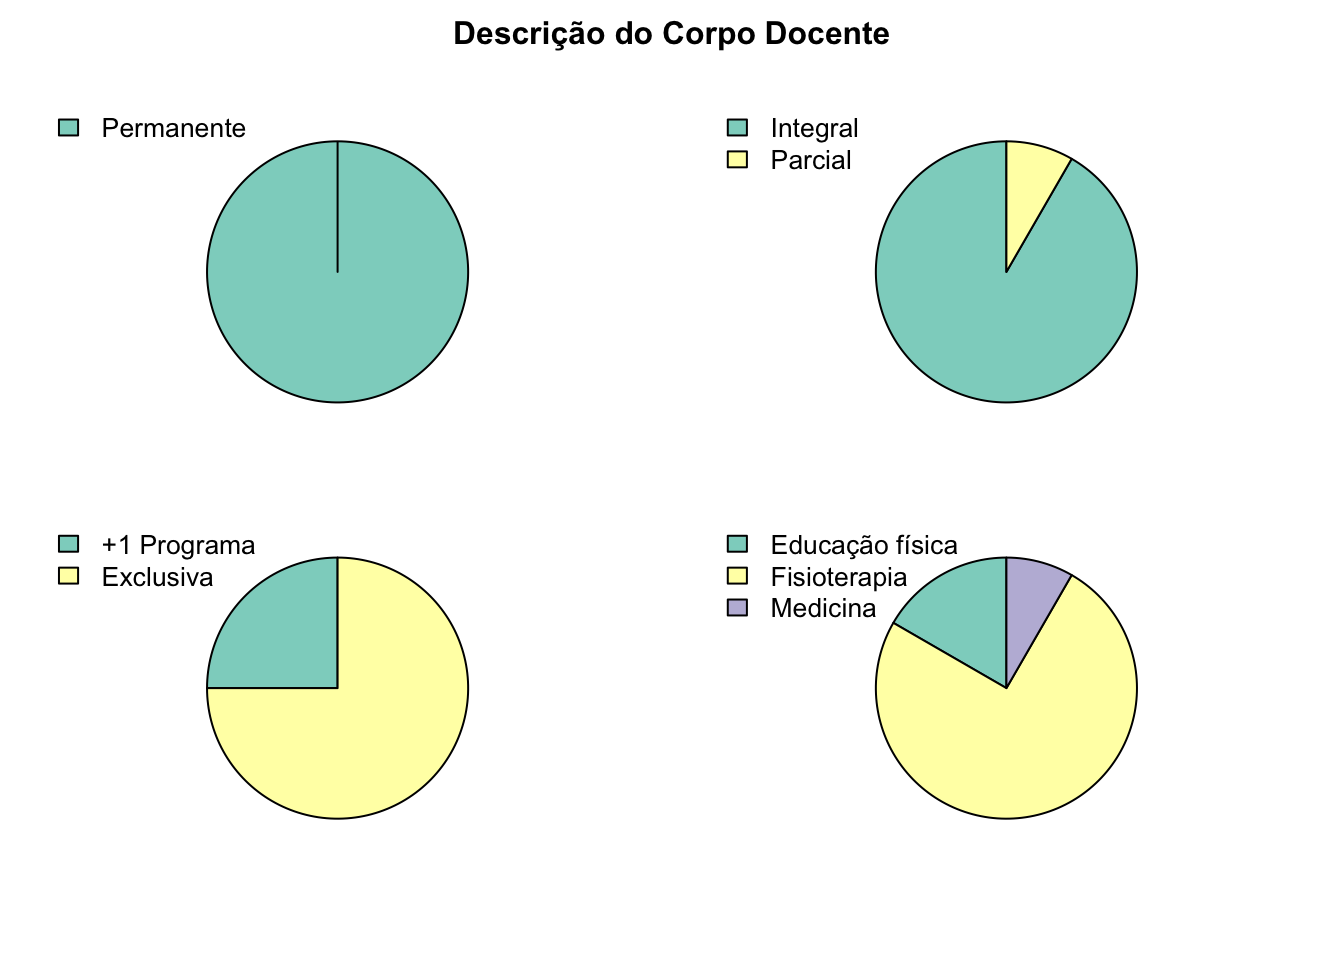 Descrição do Corpo Docente
Permanente
Integral
Parcial
+1 Programa
Exclusiva
Educação física
Fisioterapia
Medicina